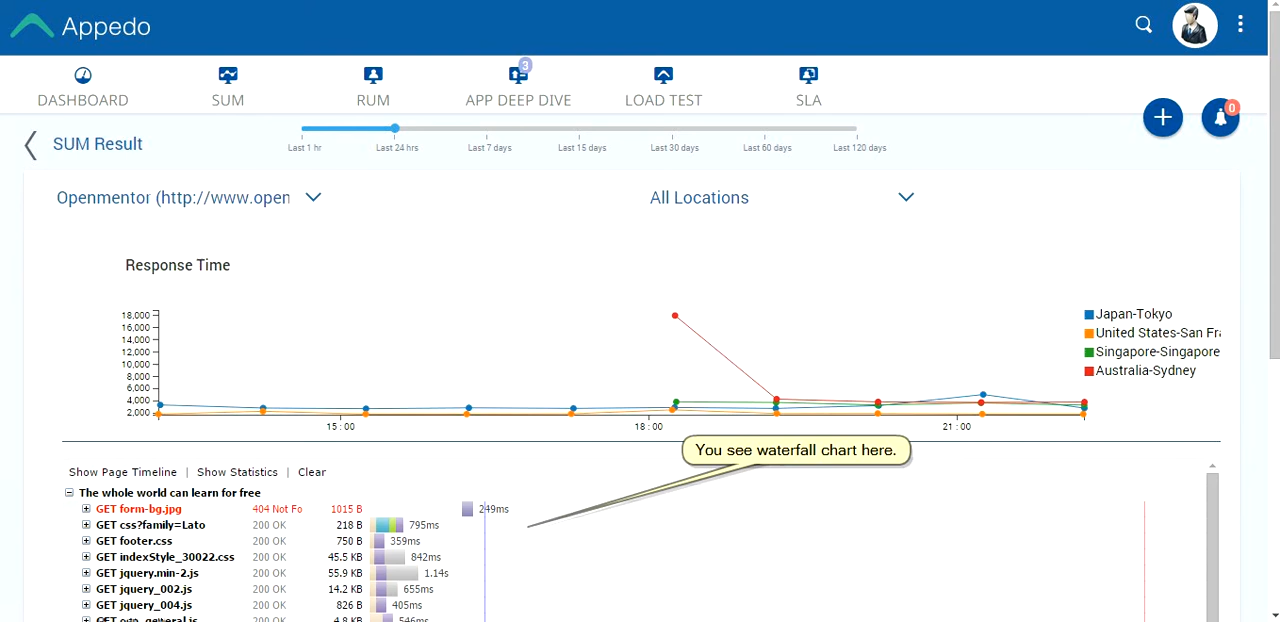 Appedo
3
DASHBOARD SUM RUM APP DEEP DIVE LOAD TEST SLA
0
SUM Result
Last 1 hr Last 24 hrs Last 7 days Last 15 days Last 30 days Last 60 days Last 120 days
Openmentor (http://www.open All Locations
Response Time
18,000
16,000
14,000
12,000
10,000
8,000
6,000
4,000
2,000
15:00 18:00 21:00
Japan-Tokyo
United States-San Fra
Singapore-Singapore
Australia-Sydney
You see waterfall chart here.
Show Page Timeline | Show Statistics | Clear
The whole world can learn for free
GET form-bg.jpg 404 Not Fo 1015 B 249ms
GET css?family=Lato 200 OK 218 B 795ms
GET footer.css 200 OK 750 B 359ms
GET indexStyle_30022.css 200 OK 45.5 KB 842ms
GET jquery.min-2.js 200 OK 55.9 KB 1.14s
GET jquery_002.js 200 OK 14.2 KB 655ms
GET jquery_004.js 200 OK 826 B 405ms
200 OK 4.8 KB 546ms